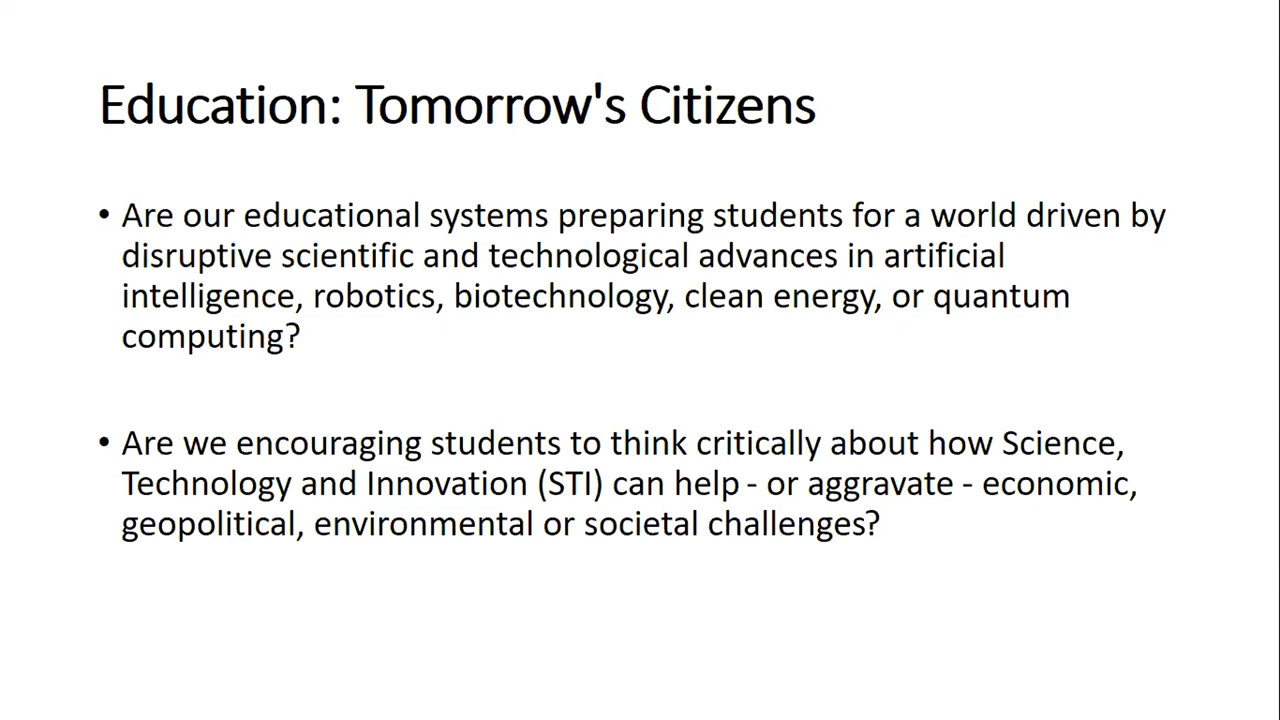 Education: Tomorrow's Citizens
• Are our educational systems preparing students for a world driven by
disruptive scientific and technological advances in artificial
intelligence, robotics, biotechnology, clean energy, or quantum
computing?
• Are we encouraging students to think critically about how Science,
Technology and Innovation (STI) can help - or aggravate - economic,
geopolitical, environmental or societal challenges?